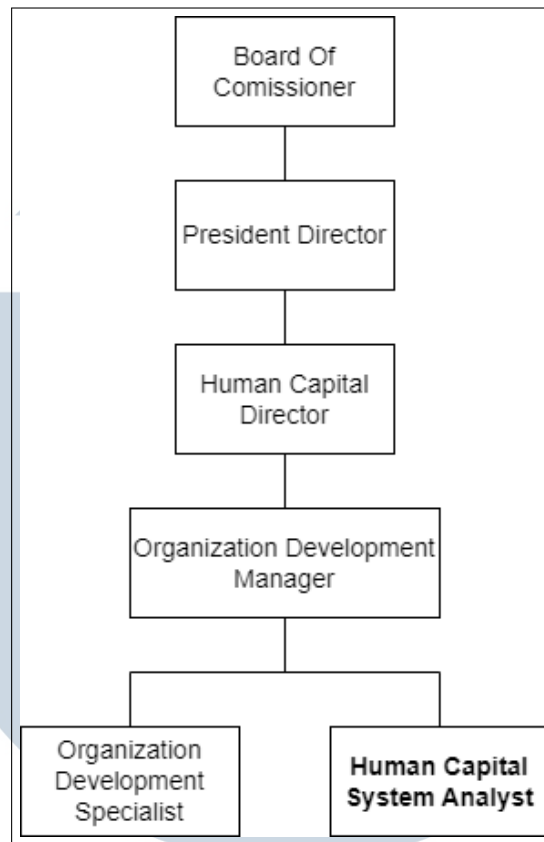 Board Of
Comissioner
President Director
Human Capital
Director
Organization Development
Manager
Organization
Development
Specialist
Human Capital
System Analyst